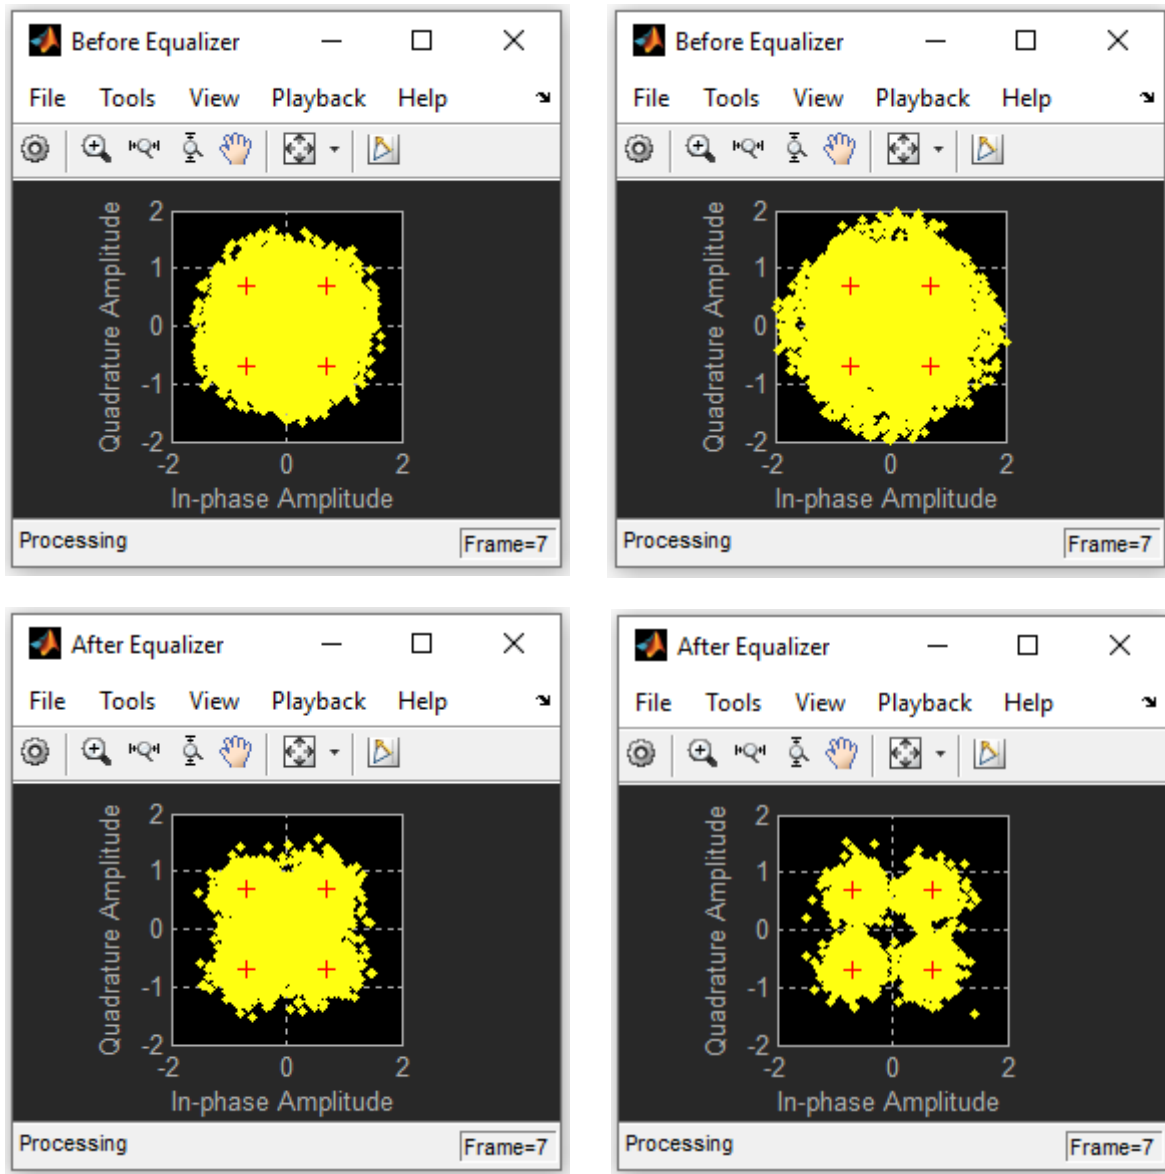 Before Equalizer
File Tools View Playback Help
Quadrature Amplitude
2
1
0
-1
-2
-2 0 2
In-phase Amplitude
Processing Frame=7
Before Equalizer
File Tools View Playback Help
Quadrature Amplitude
2
1
0
-1
-2
-2 0 2
In-phase Amplitude
Processing Frame=7
After Equalizer
File Tools View Playback Help
Quadrature Amplitude
2
1
0
-1
-2
-2 0 2
In-phase Amplitude
Processing Frame=7
After Equalizer
File Tools View Playback Help
Quadrature Amplitude
2
1
0
-1
-2
-2 0 2
In-phase Amplitude
Processing Frame=7